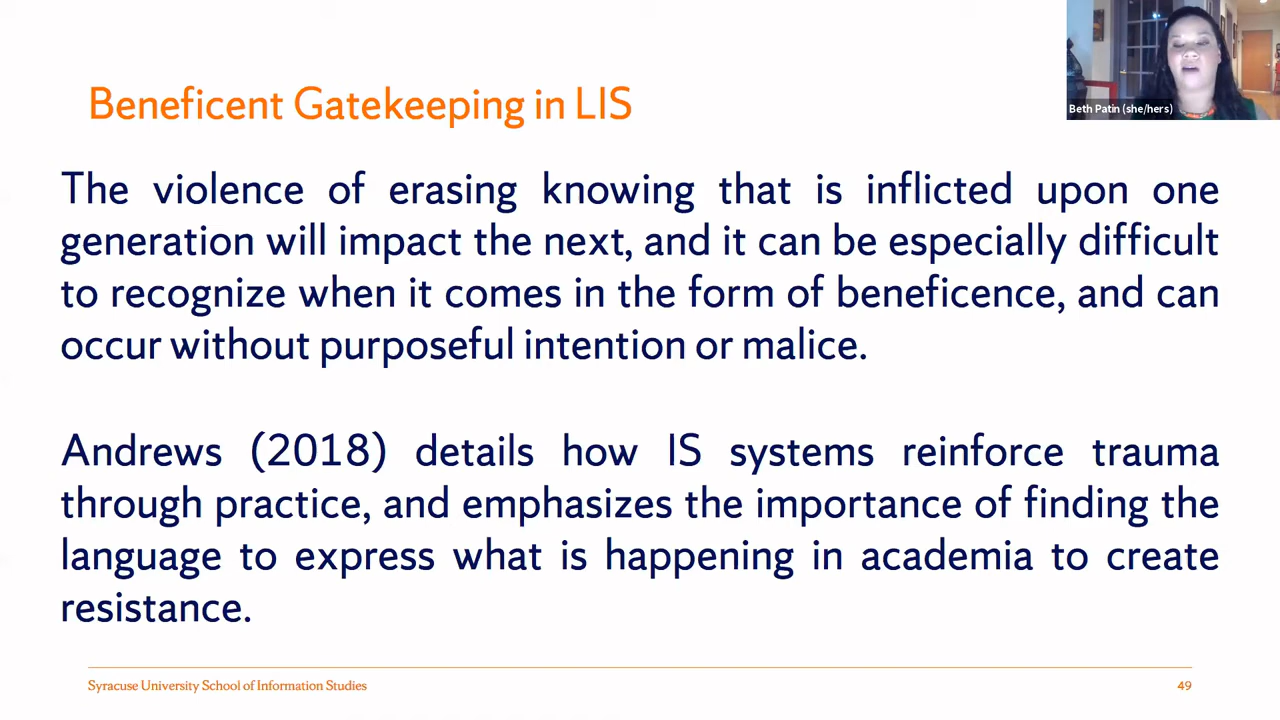 Beth Patin (she/hers)
Beneficent Gatekeeping in LIS
The violence of erasing knowing that is inflicted upon one
generation will impact the next, and it can be especially difficult
to recognize when it comes in the form of beneficence, and can
occur without purposeful intention or malice.
Andrews (2018) details how IS systems reinforce trauma
through practice, and emphasizes the importance of finding the
language to express what is happening in academia to create
resistance.
Syracuse University School of Information Studies
49